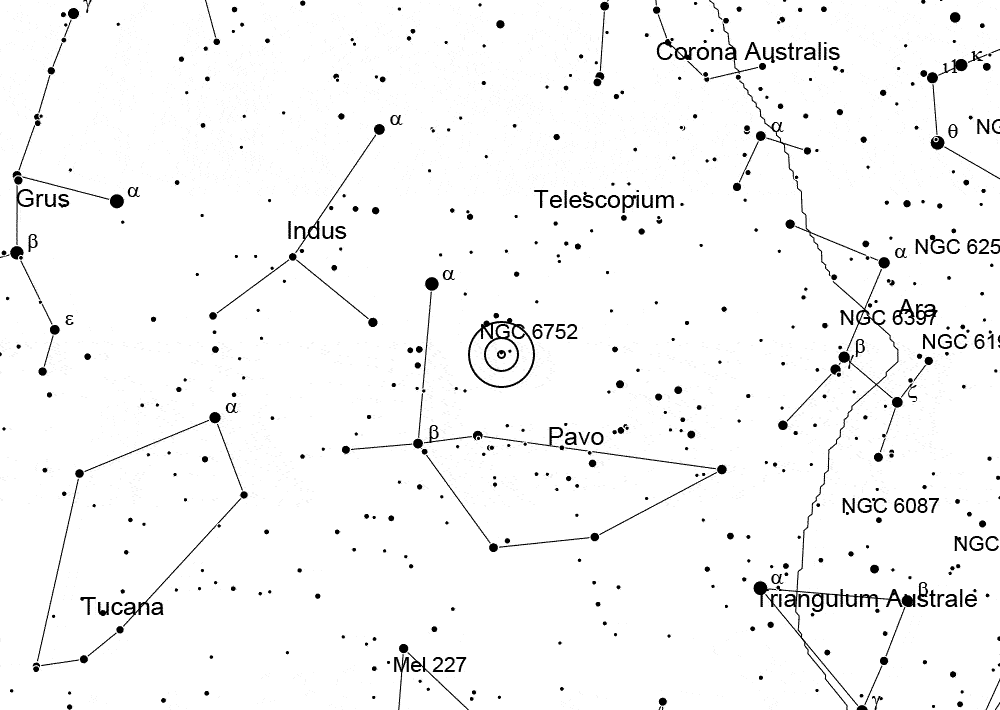 γ
Corona Australis
ι1 κ
α
α
θ
NG
Grus
α
Telescopium
Indus
β
α
NGC 625
α
Ara
NGC 6397
ε
NGC 6752
NGC 619
β
ζ
α
β
Pavo
NGC 6087
NGC
α
β
Triangulum Australe
Tucana
Mel 227
γ